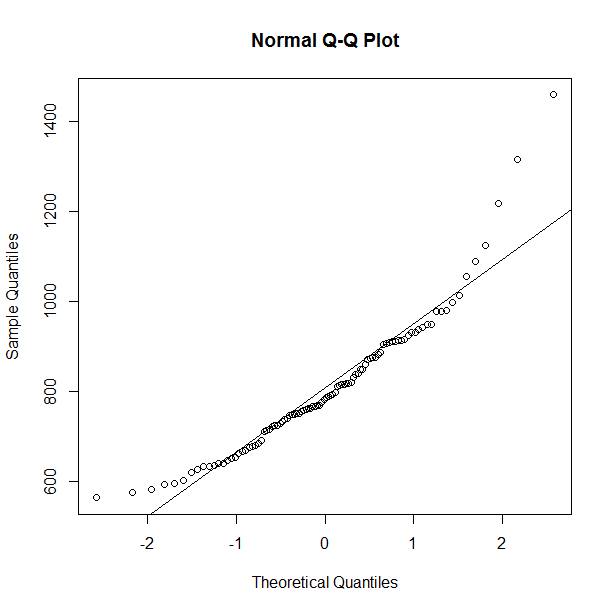 Normal Q-Q Plot
Sample Quantiles
1400
1200
1000
800
600
-2 -1 0 1 2
Theoretical Quantiles